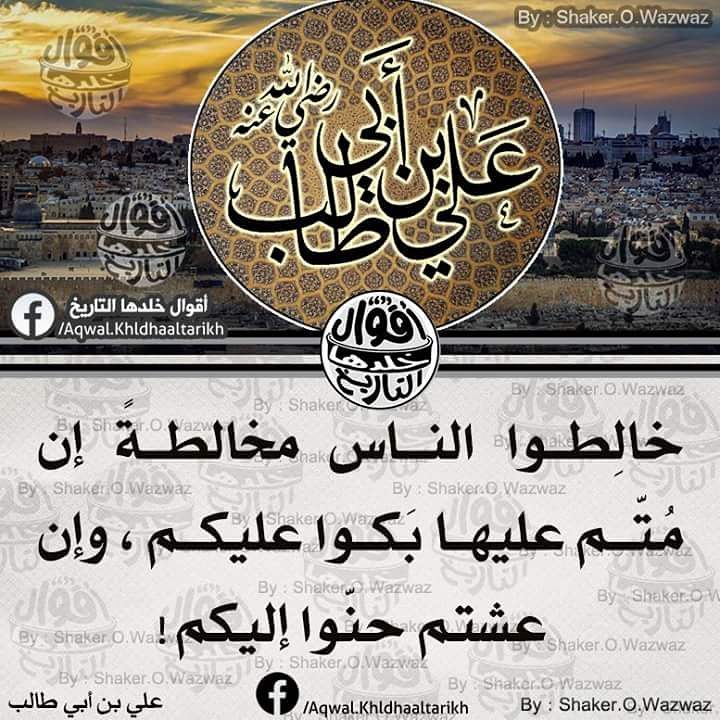 By : Shaker.O.Wazwaz
علي بن أبي طالب
رضي الله عنه
أقوال خلدها التاريخ
/Aqwal.Khldhaaltarikh
أقوال
خلدها
التاريخ
خالِطوا الناس مخالطةً إن
مُتّم عليها بَكوا عليكم ، وإن
عشتم حنّوا إليكم !
علي بن أبي طالب
/Aqwal.Khldhaaltarikh
By : Shaker.O.Wazwaz